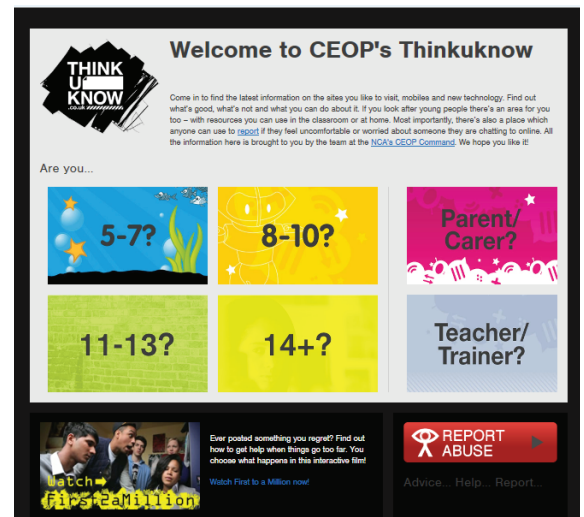 THINK
U
KNOW
.co.uk
Welcome to CEOP's Thinkuknow
Come in to find the latest information on the sites you like to visit, mobiles and new technology. Find out
what's good, what's not and what you can do about it. If you look after young people there's an area for you
too – with resources you can use in the classroom or at home. Most importantly, there's also a place which
anyone can use to report if they feel uncomfortable or worried about someone they are chatting to online. All
the information here is brought to you by the team at the NCA's CEOP Command. We hope you like it!
Are you...
5-7?
8-10?
Parent/
Carer?
11-13?
14+?
Teacher/
Trainer?
Watch
First2aMillion
Ever posted something you regret? Find out
how to get help when things go too far. You
choose what happens in this interactive film!
Watch First to a Million now!
REPORT
ABUSE
Advice... Help... Report...